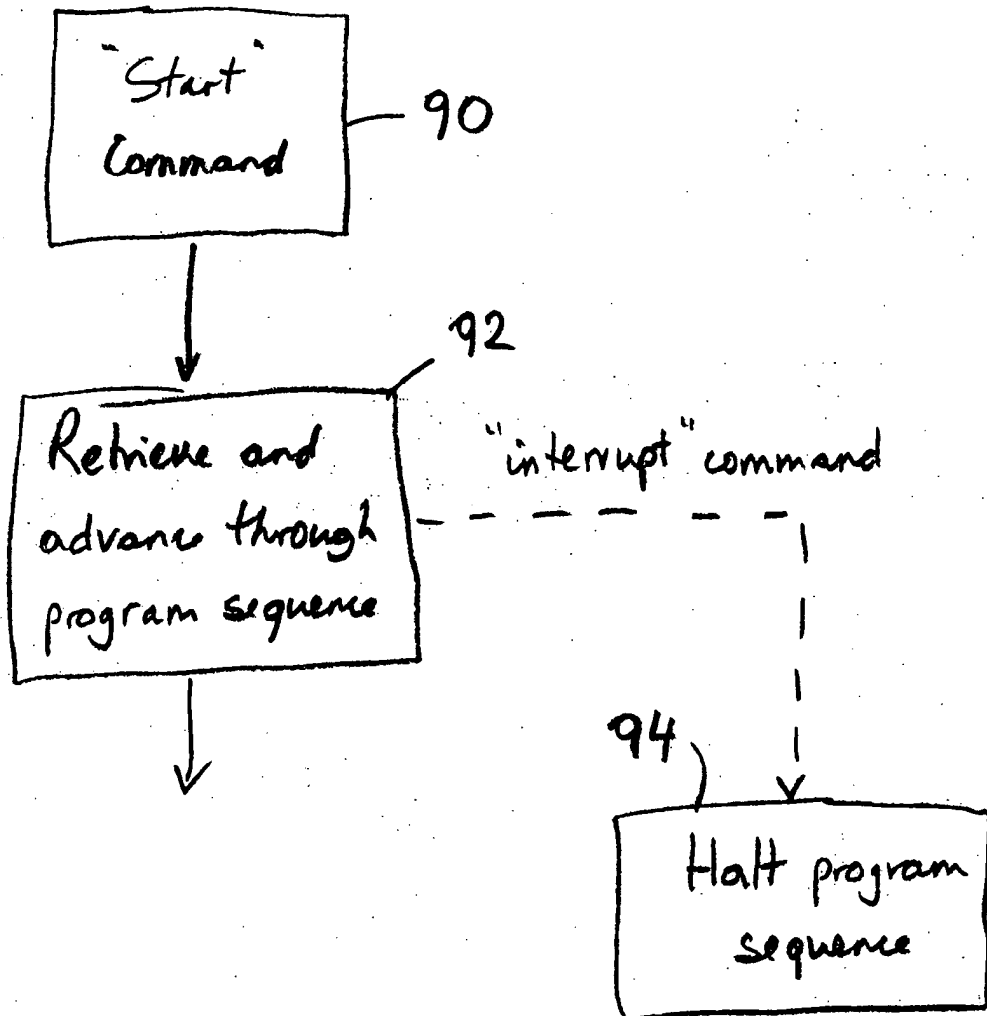 "Start"
Command
90
92
Retrieve and
advance through
program sequence
"interrupt" command
94
Halt program
sequence